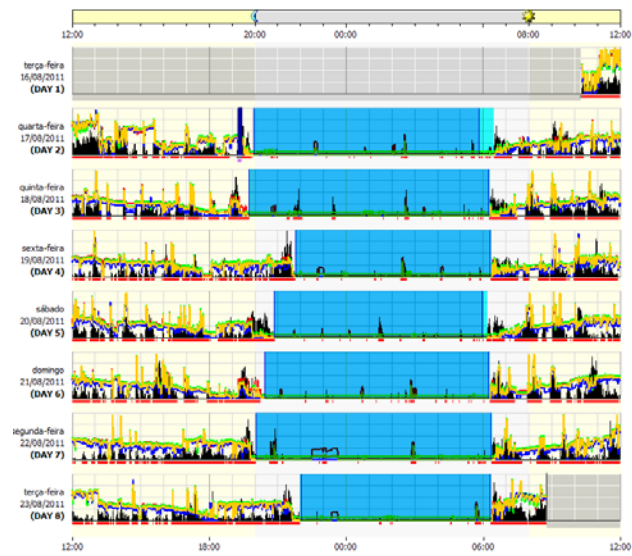 12:00 20:00 00:00 08:00 12:00
terça-feira
16/08/2011
(DAY 1)
quarta-feira
17/08/2011
(DAY 2)
quinta-feira
18/08/2011
(DAY 3)
sexta-feira
19/08/2011
(DAY 4)
sábado
20/08/2011
(DAY 5)
domingo
21/08/2011
(DAY 6)
segunda-feira
22/08/2011
(DAY 7)
terça-feira
23/08/2011
(DAY 8)
12:00 18:00 00:00 06:00 12:00